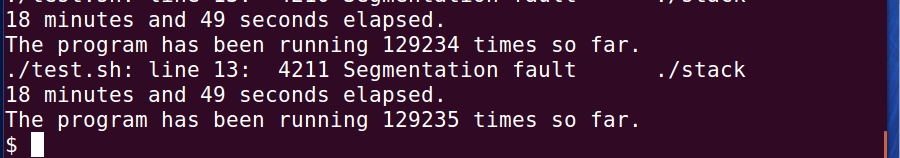 ./test.sh: line 13:  4210 Segmentation fault      ./stack
18 minutes and 49 seconds elapsed.
The program has been running 129234 times so far.
./test.sh: line 13:  4211 Segmentation fault      ./stack
18 minutes and 49 seconds elapsed.
The program has been running 129235 times so far.
$